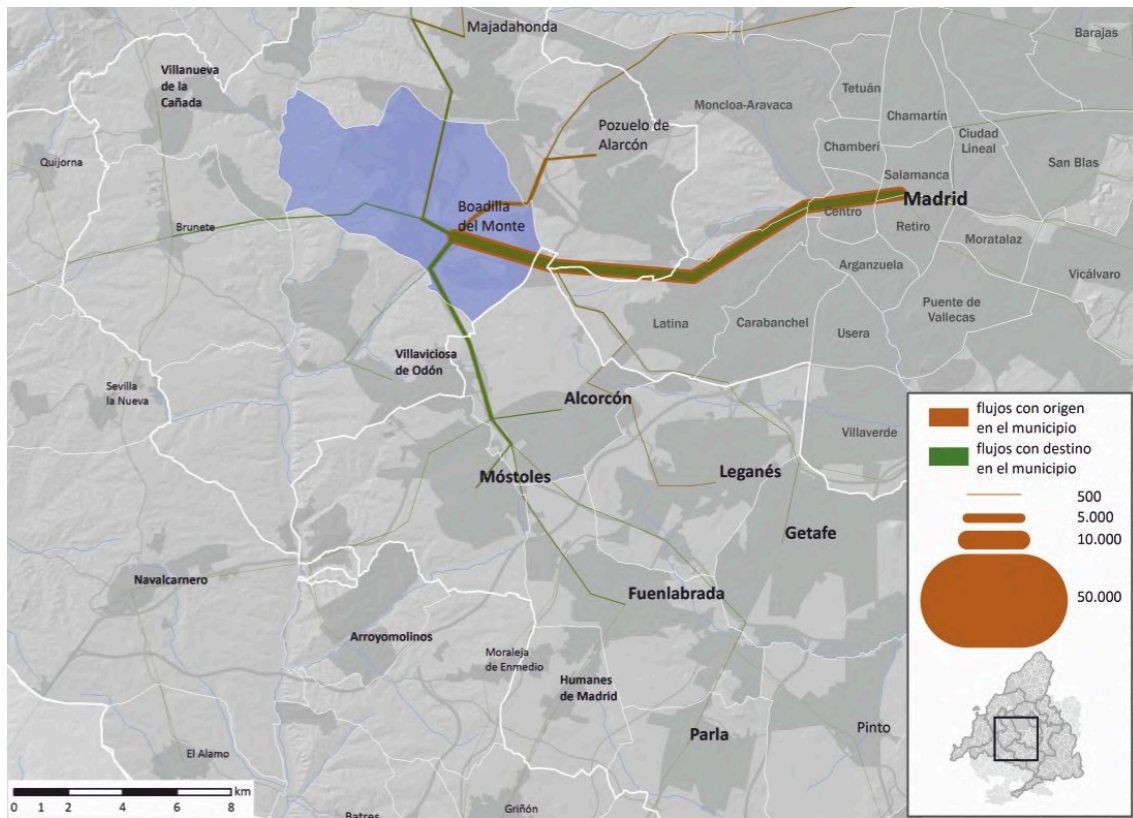 Majadahonda
Barajas
Villanueva
de la
Cañada
Tetuán
Moncloa-Aravaca
Chamartín
Pozuelo de
Alarcón
Ciudad
Lineal
Chamberí
Quijorna
San Blas
Salamanca
Madrid
Boadilla
del Monte
Centro
Brunete
Retiro
Moratalaz
Arganzuela
Vicálvaro
Puente de
Vallecas
Latina
Carabanchel
Usera
Villaviciosa
de Odón
Sevilla
la Nueva
Alcorcón
Villaverde
Móstoles
Leganés
Getafe
Navalcarnero
Fuenlabrada
Arroyomolinos
Moraleja
de Enmedio
Humanes
de Madrid
Parla
Pinto
El Alamo
Griñón
Batres
flujos con origen
en el municipio
flujos con destino
en el municipio
500
5.000
10.000
50.000
km
0 1 2 4 6 8